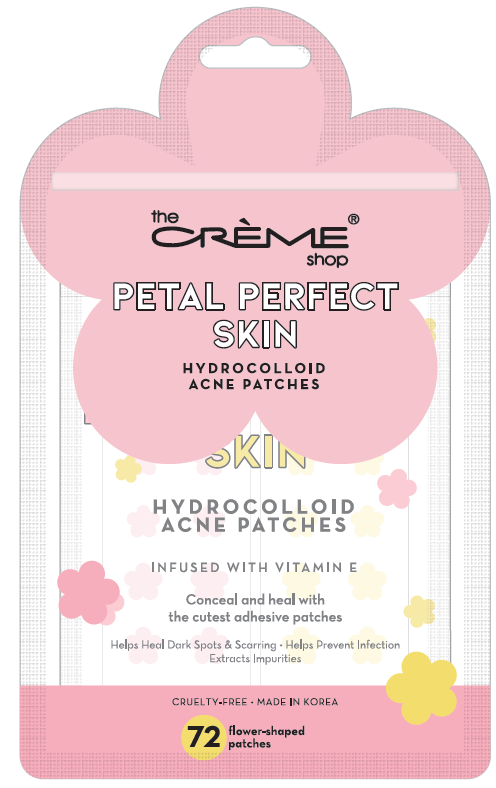 the
CRÈME®
shop
PETAL PERFECT
SKIN
HYDROCOLLOID
ACNE PATCHES
SKIN
HYDROCOLLOID
ACNE PATCHES
INFUSED WITH VITAMIN E
Conceal and heal with
the cutest adhesive patches
Helps Heal Dark Spots & Scarring • Helps Prevent Infection
Extracts Impurities
CRUELTY-FREE • MADE IN KOREA
72 flower-shaped
patches